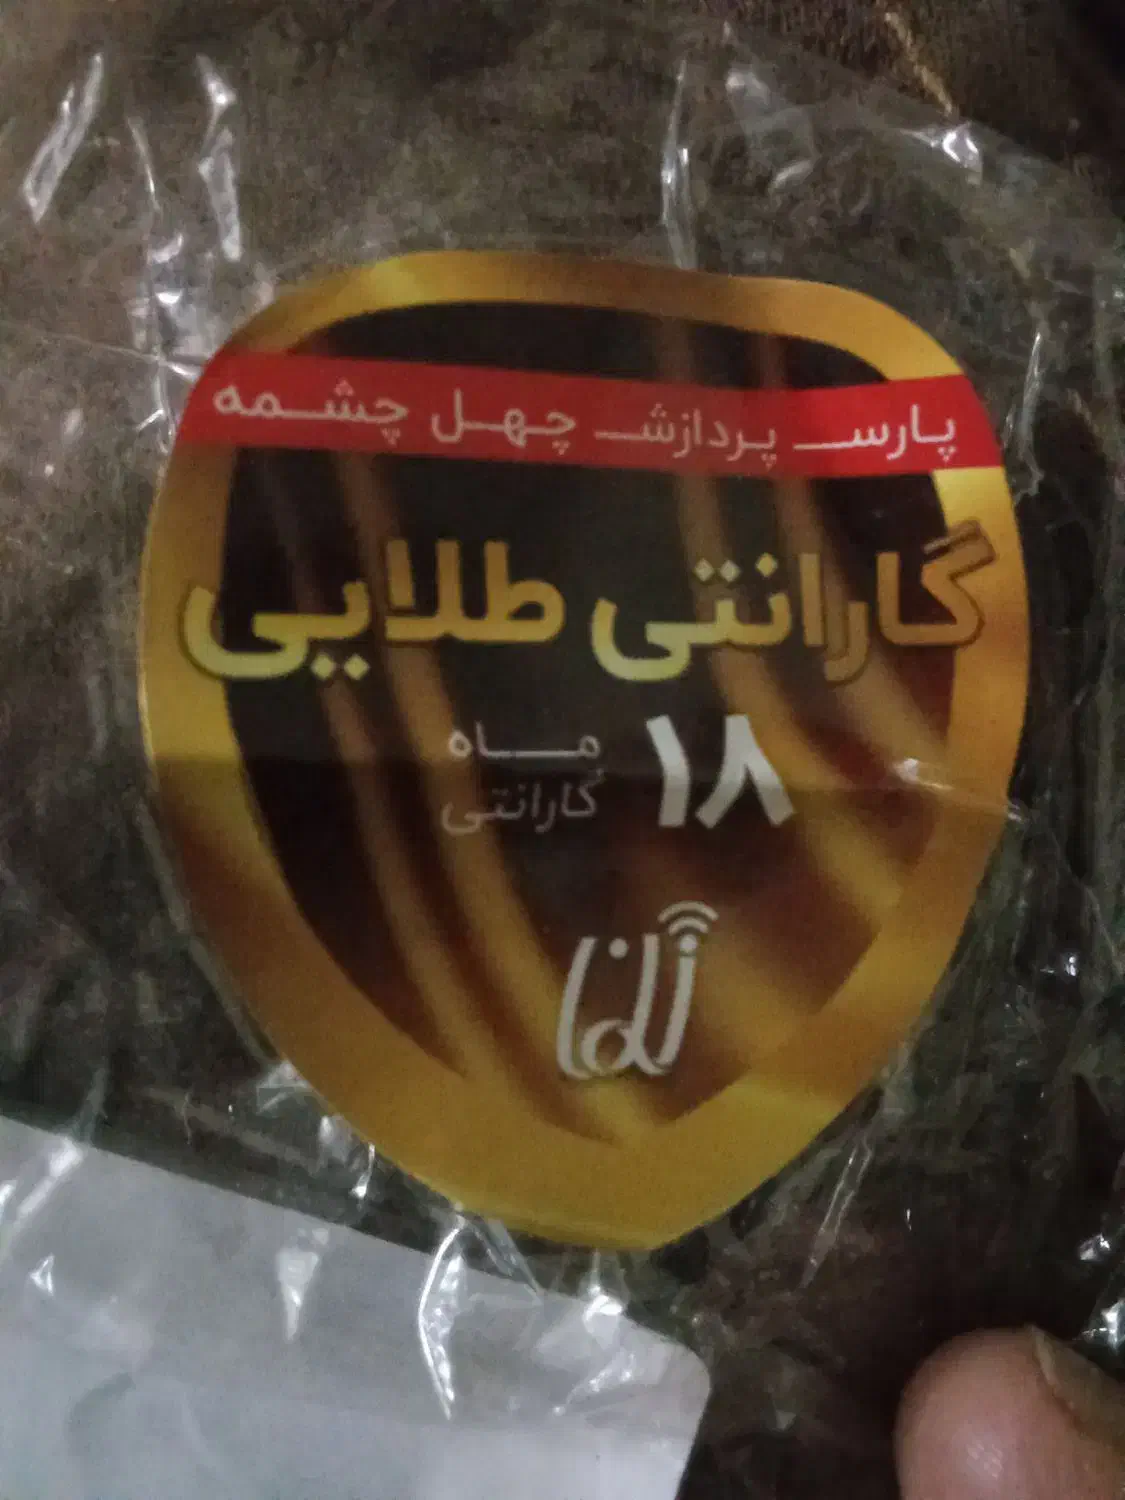 پارس پردازش چهل چشمه
گارانتی طلایی
۱۸
ماه
گارانتی